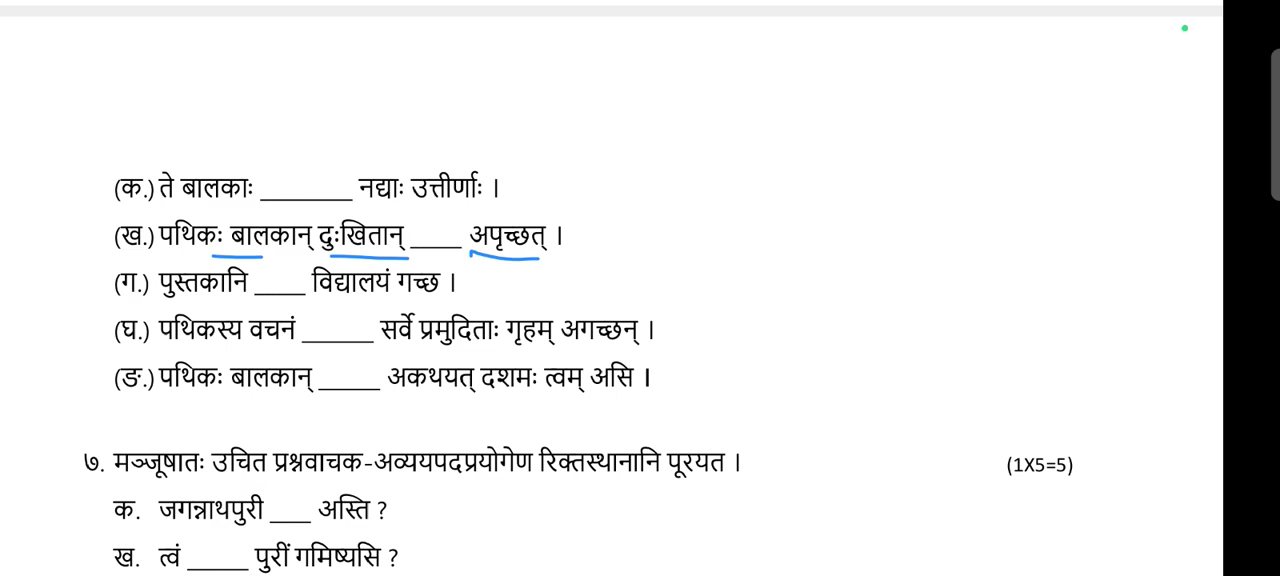 (क.) ते बालकाः ________ नद्याः उत्तीर्णाः ।
(ख.) पथिकः बालकान् दुःखितान् ____ अपृच्छत् ।
(ग.) पुस्तकानि ____ विद्यालयं गच्छ ।
(घ.) पथिकस्य वचनं ______ सर्वे प्रमुदिताः गृहम् अगच्छन् ।
(ङ.) पथिकः बालकान् _____ अकथयत् दशमः त्वम् असि ।
७. मञ्जूषातः उचित प्रश्नवाचक-अव्ययपदप्रयोगेण रिक्तस्थानानि पूरयत । (1X5=5)
क. जगन्नाथपुरी ___ अस्ति ?
ख. त्वं _____ पुरीं गमिष्यसि ?